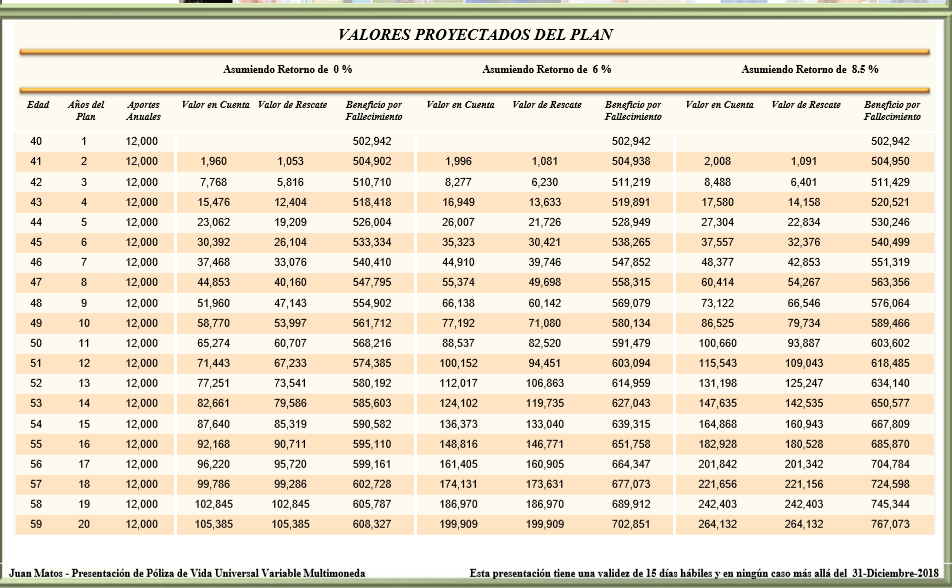 VALORES PROYECTADOS DEL PLAN
Asumiendo Retorno de 0 % Asumiendo Retorno de 6 % Asumiendo Retorno de 8.5 %
Edad Años del Plan Aportes Anuales Valor en Cuenta Valor de Rescate Beneficio por Fallecimiento Valor en Cuenta Valor de Rescate Beneficio por Fallecimiento Valor en Cuenta Valor de Rescate Beneficio por Fallecimiento
40 1 12,000 502,942 502,942 502,942
41 2 12,000 1,960 1,053 504,902 1,996 1,081 504,938 2,008 1,091 504,950
42 3 12,000 7,768 5,816 510,710 8,277 6,230 511,219 8,488 6,401 511,429
43 4 12,000 15,476 12,404 518,418 16,949 13,633 519,891 17,580 14,158 520,521
44 5 12,000 23,062 19,209 526,004 26,007 21,726 528,949 27,304 22,834 530,246
45 6 12,000 30,392 26,104 533,334 35,323 30,421 538,265 37,557 32,376 540,499
46 7 12,000 37,468 33,076 540,410 44,910 39,746 547,852 48,377 42,853 551,319
47 8 12,000 44,853 40,160 547,795 55,374 49,698 558,315 60,414 54,267 563,356
48 9 12,000 51,960 47,143 554,902 66,138 60,142 569,079 73,122 66,546 576,064
49 10 12,000 58,770 53,997 561,712 77,192 71,080 580,134 86,525 79,734 589,466
50 11 12,000 65,274 60,707 568,216 88,537 82,520 591,479 100,660 93,887 603,602
51 12 12,000 71,443 67,233 574,385 100,152 94,451 603,094 115,543 109,043 618,485
52 13 12,000 77,251 73,541 580,192 112,017 106,863 614,959 131,198 125,247 634,140
53 14 12,000 82,661 79,586 585,603 124,102 119,735 627,043 147,635 142,535 650,577
54 15 12,000 87,640 85,319 590,582 136,373 133,040 639,315 164,868 160,943 667,809
55 16 12,000 92,168 90,711 595,110 148,816 146,771 651,758 182,928 180,528 685,870
56 17 12,000 96,220 95,720 599,161 161,405 160,905 664,347 201,842 201,342 704,784
57 18 12,000 99,786 99,286 602,728 174,131 173,631 677,073 221,656 221,156 724,598
58 19 12,000 102,845 102,845 605,787 186,970 186,970 689,912 242,403 242,403 745,344
59 20 12,000 105,385 105,385 608,327 199,909 199,909 702,851 264,132 264,132 767,073
Juan Matos - Presentación de Póliza de Vida Universal Variable Multimoneda Esta presentación tiene una validez de 15 días hábiles y en ningún caso más allá del 31-Diciembre-2018